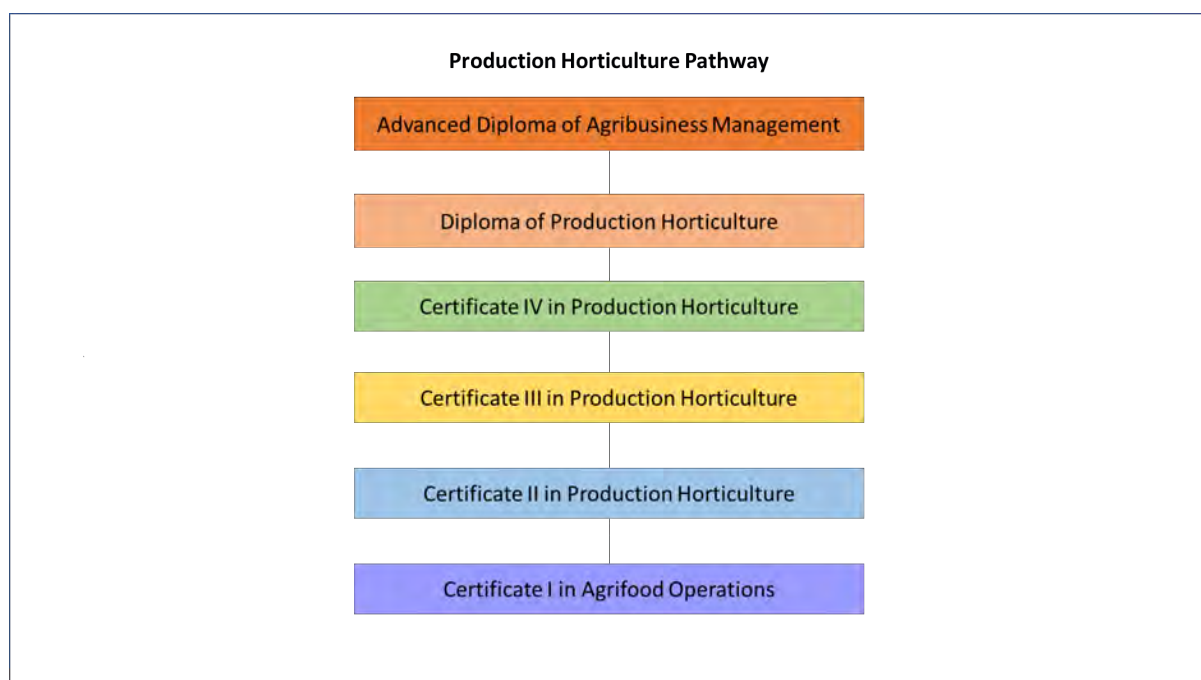 Production Horticulture Pathway
Advanced Diploma of Agribusiness Management
Diploma of Production Horticulture
Certificate IV in Production Horticulture
Certificate III in Production Horticulture
Certificate II in Production Horticulture
Certificate I in Agrifood Operations